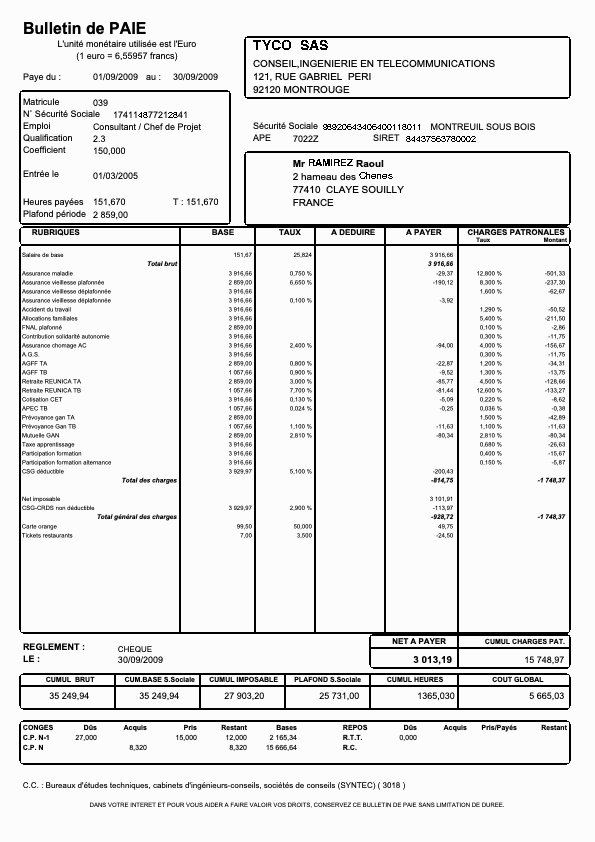 Bulletin de PAIE
L'unité monétaire utilisée est l'Euro
(1 euro = 6,55957 francs)
Paye du : 01/09/2009 au : 30/09/2009
TYCO SAS
CONSEIL,INGENIERIE EN TELECOMMUNICATIONS
121, RUE GABRIEL PERI
92120 MONTROUGE
Matricule 039
N° Sécurité Sociale 174114877212841
Emploi Consultant / Chef de Projet
Qualification 2.3
Coefficient 150,000
Entrée le 01/03/2005
Heures payées 151,670 T : 151,670
Plafond période 2 859,00
Sécurité Sociale 98920643406400118011 MONTREUIL SOUS BOIS
APE 7022Z SIRET 84437563780002
Mr RAMIREZ Raoul
2 hameau des Chenes
77410 CLAYE SOUILLY
FRANCE
RUBRIQUES BASE TAUX A DEDUIRE A PAYER CHARGES PATRONALES
Taux Montant
Salaire de base 151,67 25,824 3 916,66
Total brut 3 916,66
Assurance maladie 3 916,66 0,750 % -29,37 12,800 % -501,33
Assurance vieillesse plafonnée 2 859,00 6,650 % -190,12 8,300 % -237,30
Assurance vieillesse déplafonnée 3 916,66 1,600 % -62,67
Assurance vieillesse déplafonnée 3 916,66 0,100 % -3,92
Accident du travail 3 916,66 1,290 % -50,52
Allocations familiales 3 916,66 5,400 % -211,50
FNAL plafonné 2 859,00 0,100 % -2,86
Contribution solidarité autonomie 3 916,66 0,300 % -11,75
Assurance chomage AC 3 916,66 2,400 % -94,00 4,000 % -156,67
A.G.S. 3 916,66 0,300 % -11,75
AGFF TA 2 859,00 0,800 % -22,87 1,200 % -34,31
AGFF TB 1 057,66 0,900 % -9,52 1,300 % -13,75
Retraite REUNICA TA 2 859,00 3,000 % -85,77 4,500 % -128,66
Retraite REUNICA TB 1 057,66 7,700 % -81,44 12,600 % -133,27
Cotisation CET 3 916,66 0,130 % -5,09 0,220 % -8,62
APEC TB 1 057,66 0,024 % -0,25 0,036 % -0,38
Prévoyance gan TA 2 859,00 1,500 % -42,89
Prévoyance Gan TB 1 057,66 1,100 % -11,63 1,100 % -11,63
Mutuelle GAN 2 859,00 2,810 % -80,34 2,810 % -80,34
Taxe apprentissage 3 916,66 0,680 % -26,63
Participation formation 3 916,66 0,400 % -15,67
Participation formation alternance 3 916,66 0,150 % -5,87
CSG déductible 3 929,97 5,100 % -200,43
Total des charges -814,75 -1 748,37
Net imposable 3 101,91
CSG-CRDS non déductible 3 929,97 2,900 % -113,97
Total général des charges -928,72 -1 748,37
Carte orange 99,50 50,000 49,75
Tickets restaurants 7,00 3,500 -24,50
REGLEMENT : CHEQUE
LE : 30/09/2009
NET A PAYER CUMUL CHARGES PAT.
3 013,19 15 748,97
CUMUL BRUT CUM.BASE S.Sociale CUMUL IMPOSABLE PLAFOND S.Sociale CUMUL HEURES COUT GLOBAL
35 249,94 35 249,94 27 903,20 25 731,00 1365,030 5 665,03
CONGES Dûs Acquis Pris Restant Bases REPOS Dûs Acquis Pris/Payés Restant
C.P. N-1 27,000 15,000 12,000 2 165,34 R.T.T. 0,000
C.P. N 8,320 8,320 15 666,64 R.C.
C.C. : Bureaux d'études techniques, cabinets d'ingénieurs-conseils, sociétés de conseils (SYNTEC) ( 3018 )
DANS VOTRE INTERET ET POUR VOUS AIDER A FAIRE VALOIR VOS DROITS, CONSERVEZ CE BULLETIN DE PAIE SANS LIMITATION DE DUREE.